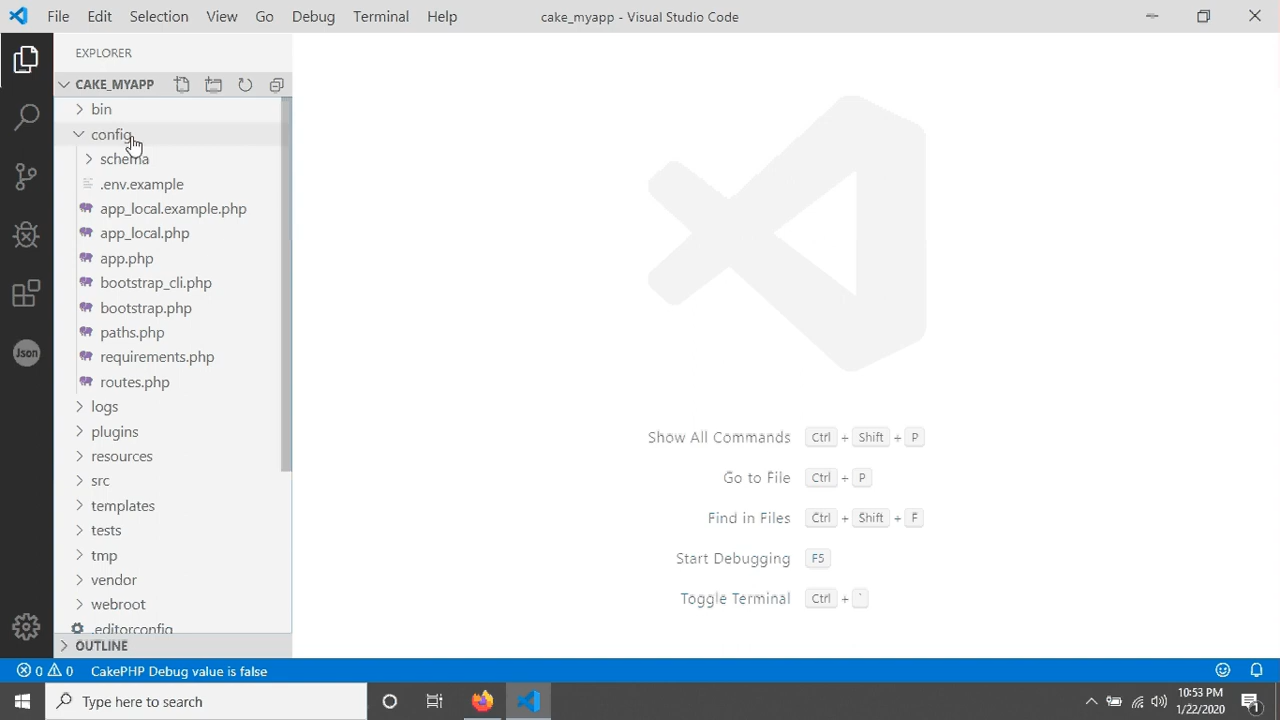 File Edit Selection View Go Debug Terminal Help cake_myapp - Visual Studio Code
EXPLORER
CAKE_MYAPP
bin
config
schema
.env.example
app_local.example.php
app_local.php
app.php
bootstrap_cli.php
bootstrap.php
paths.php
requirements.php
routes.php
logs
plugins
resources
src
templates
tests
tmp
vendor
webroot
.editorconfig
OUTLINE
Json
Show All Commands Ctrl + Shift + P
Go to File Ctrl + P
Find in Files Ctrl + Shift + F
Start Debugging F5
Toggle Terminal Ctrl + `
0 0 CakePHP Debug value is false
Type here to search
10:53 PM
1/22/2020
1